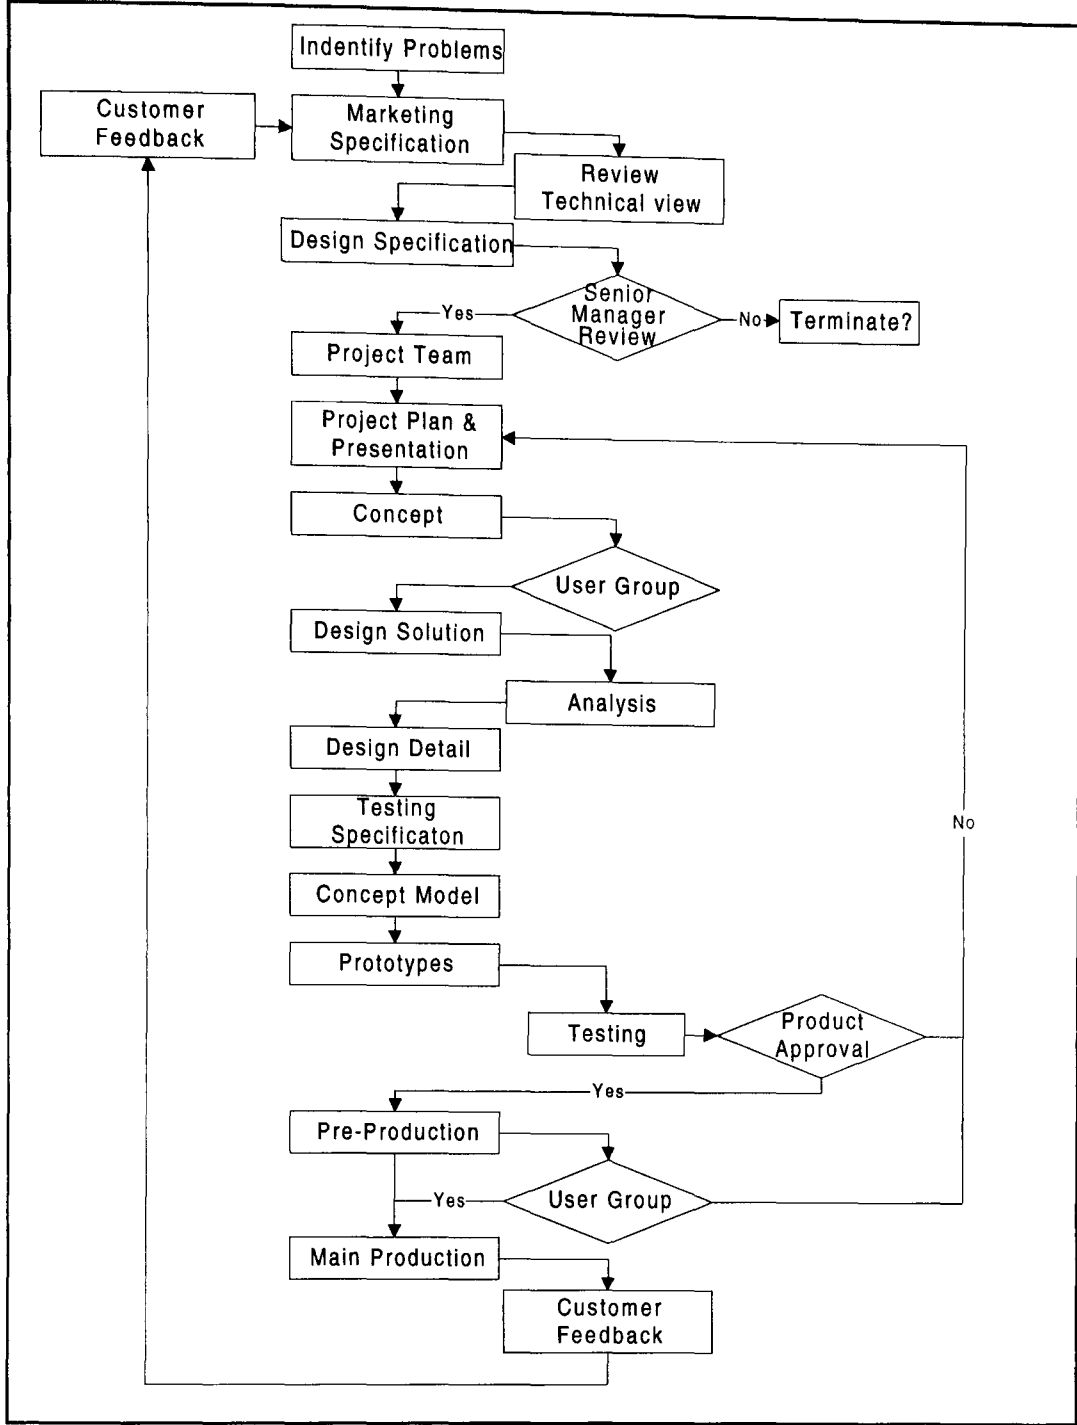 Indentify Problems
Customer
Feedback
Marketing
Specification
Review
Technical view
Design Specification
Senior
Manager
Review
Yes
No
Terminate?
Project Team
Project Plan &
Presentation
Concept
User Group
Design Solution
Analysis
Design Detail
Testing
Specificaton
No
Concept Model
Prototypes
Testing
Product
Approval
Yes
Pre-Production
User Group
Yes
Main Production
Customer
Feedback